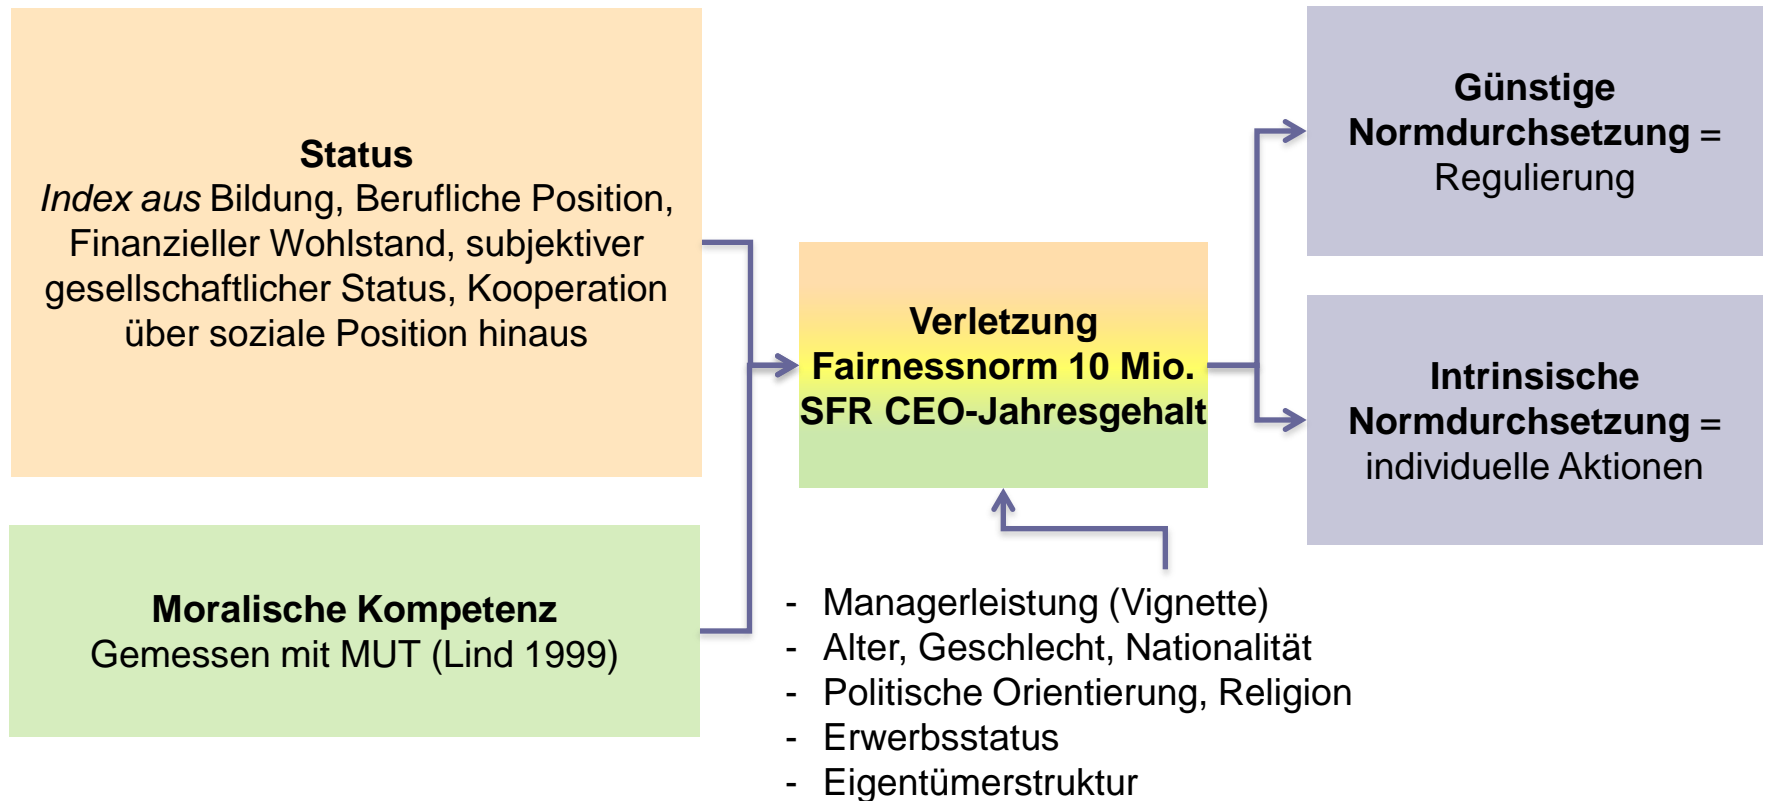 Status
Index aus Bildung, Berufliche Position,
Finanzieller Wohlstand, subjektiver
gesellschaftlicher Status, Kooperation
über soziale Position hinaus
Moralische Kompetenz
Gemessen mit MUT (Lind 1999)
Verletzung
Fairnessnorm 10 Mio.
SFR CEO-Jahresgehalt
- Managerleistung (Vignette)
- Alter, Geschlecht, Nationalität
- Politische Orientierung, Religion
- Erwerbsstatus
- Eigentümerstruktur
Günstige
Normdurchsetzung =
Regulierung
Intrinsische
Normdurchsetzung =
individuelle Aktionen